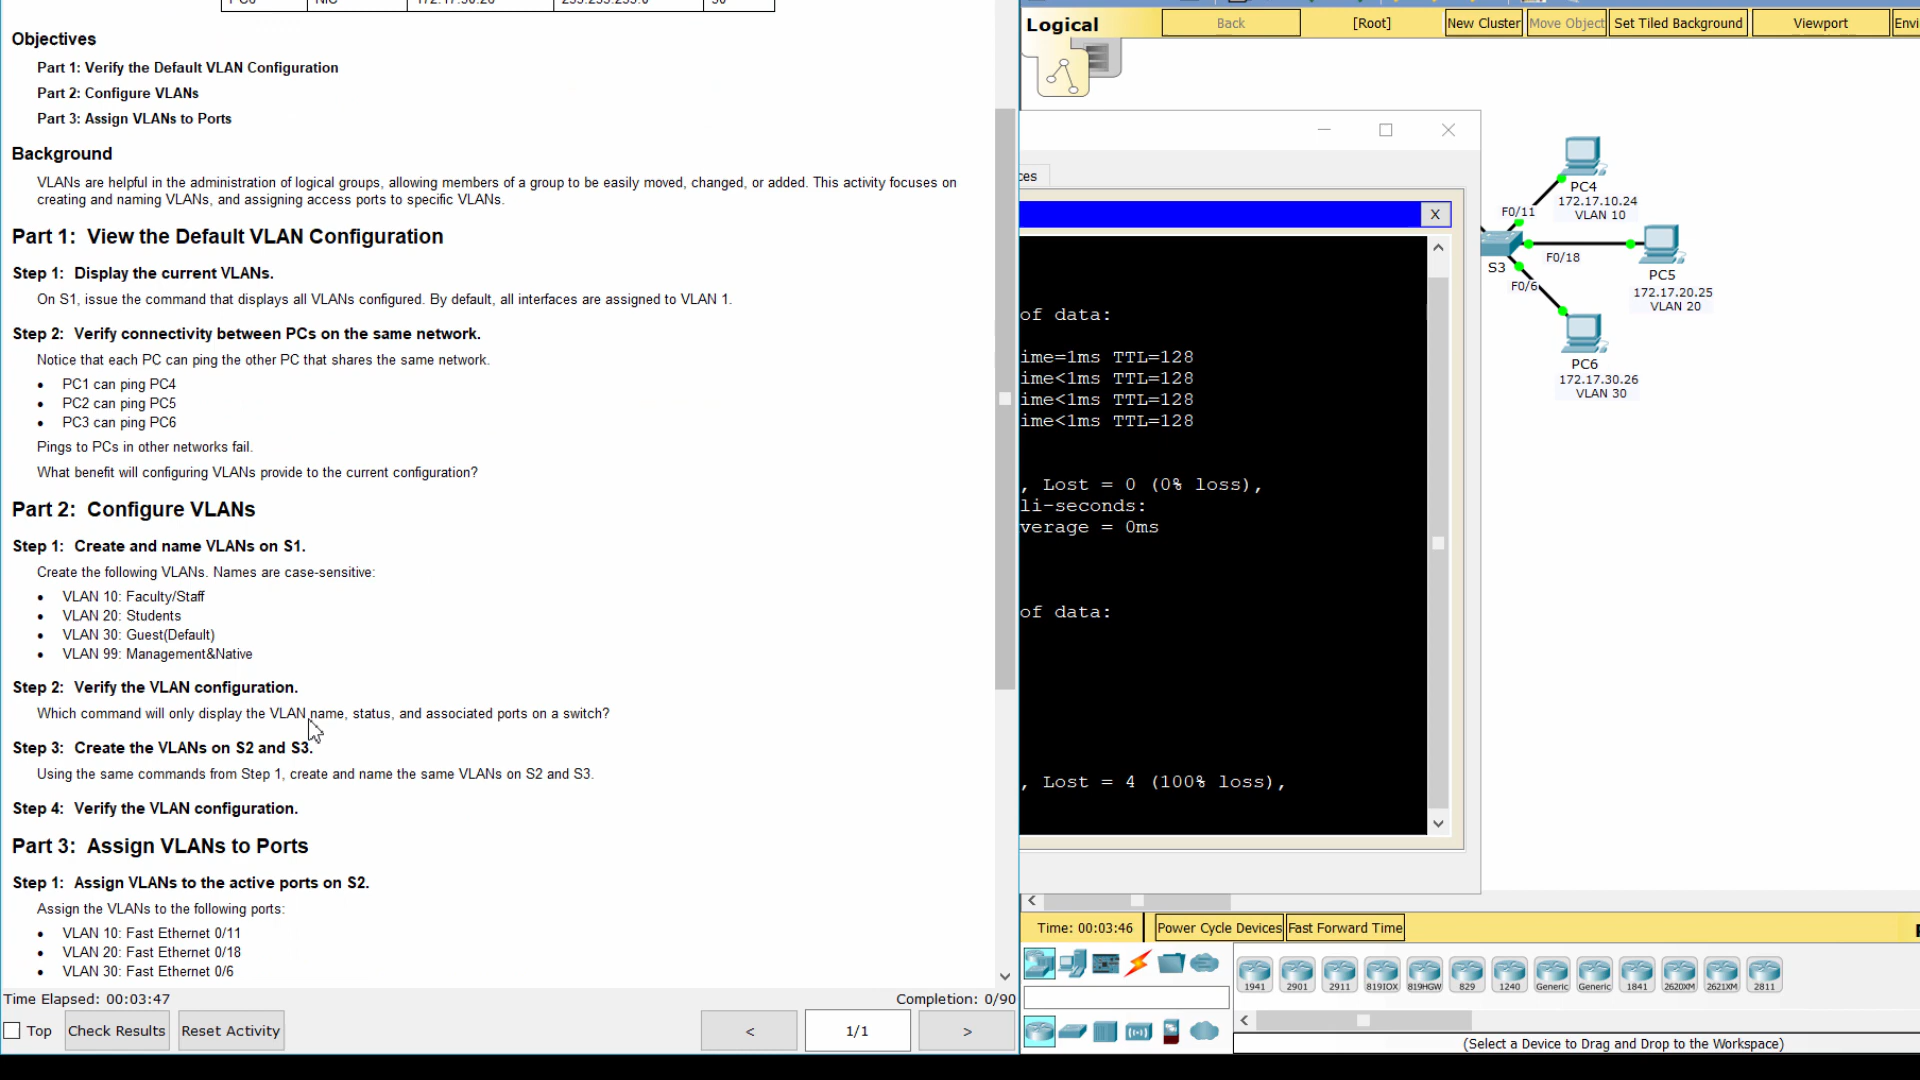 NIC
255.255.255.0
30
Objectives
Part 1: Verify the Default VLAN Configuration
Part 2: Configure VLANs
Part 3: Assign VLANs to Ports
Background
VLANs are helpful in the administration of logical groups, allowing members of a group to be easily moved, changed, or added. This activity focuses on
creating and naming VLANs, and assigning access ports to specific VLANs.
Part 1: View the Default VLAN Configuration
Step 1: Display the current VLANs.
On S1, issue the command that displays all VLANs configured. By default, all interfaces are assigned to VLAN 1.
Step 2: Verify connectivity between PCs on the same network.
Notice that each PC can ping the other PC that shares the same network.
• PC1 can ping PC4
• PC2 can ping PC5
• PC3 can ping PC6
Pings to PCs in other networks fail.
What benefit will configuring VLANs provide to the current configuration?
Part 2: Configure VLANs
Step 1: Create and name VLANs on S1.
Create the following VLANs. Names are case-sensitive:
• VLAN 10: Faculty/Staff
• VLAN 20: Students
• VLAN 30: Guest(Default)
• VLAN 99: Management&Native
Step 2: Verify the VLAN configuration.
Which command will only display the VLAN name, status, and associated ports on a switch?
Step 3: Create the VLANs on S2 and S3.
Using the same commands from Step 1, create and name the same VLANs on S2 and S3.
Step 4: Verify the VLAN configuration.
Part 3: Assign VLANs to Ports
Step 1: Assign VLANs to the active ports on S2.
Assign the VLANs to the following ports:
• VLAN 10: Fast Ethernet 0/11
• VLAN 20: Fast Ethernet 0/18
• VLAN 30: Fast Ethernet 0/6
Time Elapsed: 00:03:47
Completion: 0/90
Top
Check Results
Reset Activity
<
1/1
>
Logical
Back
[Root]
New Cluster
Move Object
Set Tiled Background
Viewport
Envi
ces
X
of data:
ime=1ms TTL=128
ime<1ms TTL=128
ime<1ms TTL=128
ime<1ms TTL=128
, Lost = 0 (0% loss),
li-seconds:
verage = 0ms
of data:
, Lost = 4 (100% loss),
PC4
172.17.10.24
VLAN 10
F0/11
S3
F0/18
F0/6
PC5
172.17.20.25
VLAN 20
PC6
172.17.30.26
VLAN 30
Time: 00:03:46
Power Cycle Devices
Fast Forward Time
1941
2901
2911
819IOX
819HGW
829
1240
Generic
Generic
1841
2620XM
2621XM
2811
(Select a Device to Drag and Drop to the Workspace)